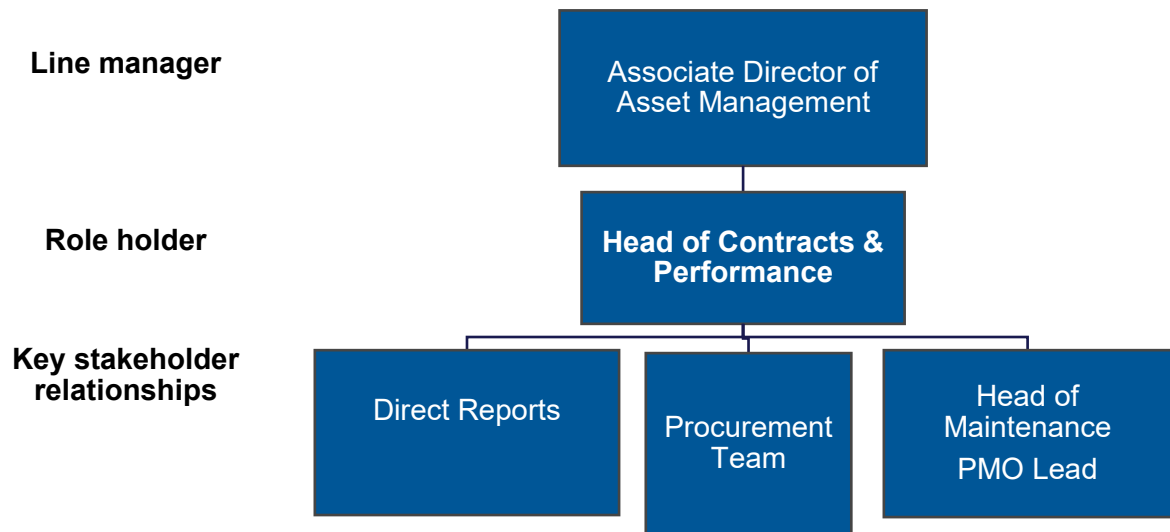 Line manager
Associate Director of
Asset Management
Role holder
Head of Contracts &
Performance
Key stakeholder
relationships
Direct Reports
Procurement
Team
Head of
Maintenance
PMO Lead